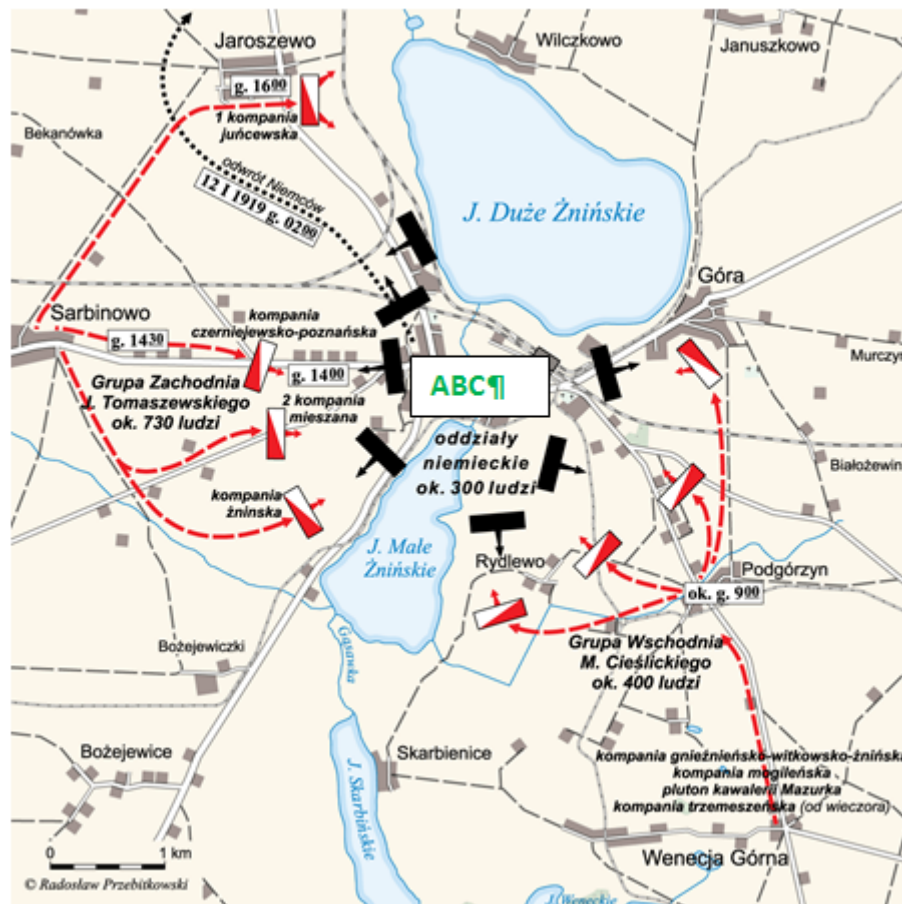 Jaroszewo
Wilczkowo
Januszkowo
g. 16⁰⁰
1 kompania
juńcewska
Bekanówka
odwrót Niemców
12 I 1919 g. 02⁰⁰
J. Duże Żnińskie
Góra
Sarbinowo
kompania
czerniejewsko-poznańska
g. 14³⁰
g. 14⁰⁰
Murczyn
Grupa Zachodnia
J. Tomaszewskiego
ok. 730 ludzi
ABC¶
2 kompania
mieszana
oddziały
niemieckie
ok. 300 ludzi
Białożewin
kompania
żnińska
J. Małe
Żnińskie
Rydlewo
Podgórzyn
ok. g. 9⁰⁰
Grupa Wschodnia
M. Cieślickiego
ok. 400 ludzi
Bożejewiczki
Gąsawka
Bożejewice
Skarbienice
J. Skarbińskie
kompania gnieźnieńsko-witkowsko-żnińska
kompania mogileńska
pluton kawalerii Mazurka
kompania trzemeszeńska (od wieczora)
Wenecja Górna
0 1 km
© Radosław Przebitkowski
J. Weneckie